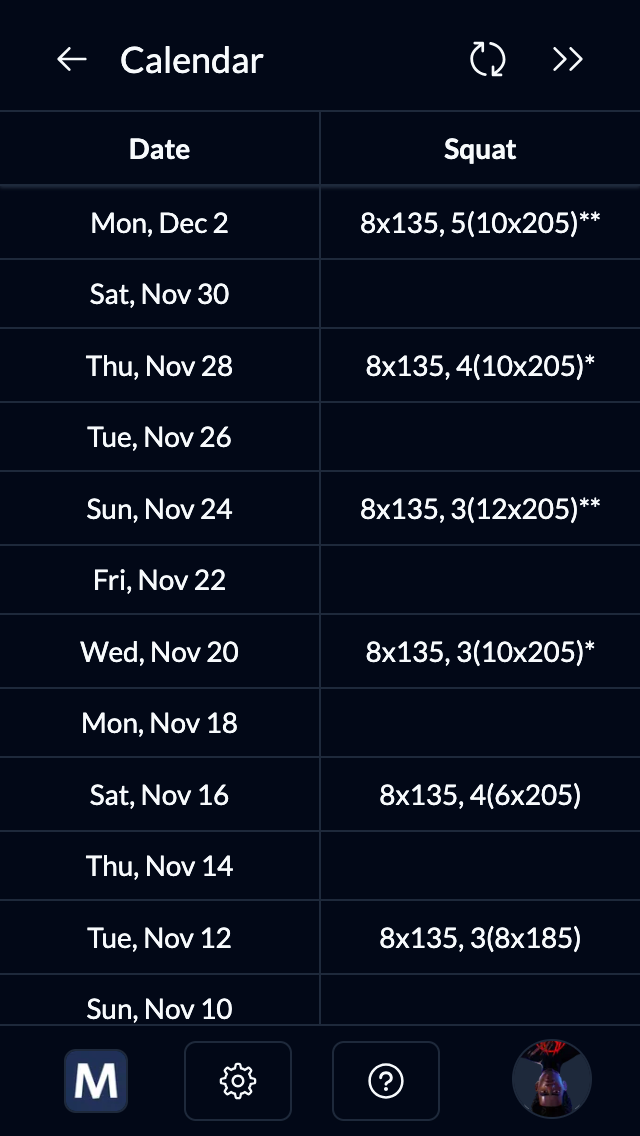 Calendar
Date Squat
Mon, Dec 2 8x135, 5(10x205)**
Sat, Nov 30
Thu, Nov 28 8x135, 4(10x205)*
Tue, Nov 26
Sun, Nov 24 8x135, 3(12x205)**
Fri, Nov 22
Wed, Nov 20 8x135, 3(10x205)*
Mon, Nov 18
Sat, Nov 16 8x135, 4(6x205)
Thu, Nov 14
Tue, Nov 12 8x135, 3(8x185)
Sun, Nov 10
M